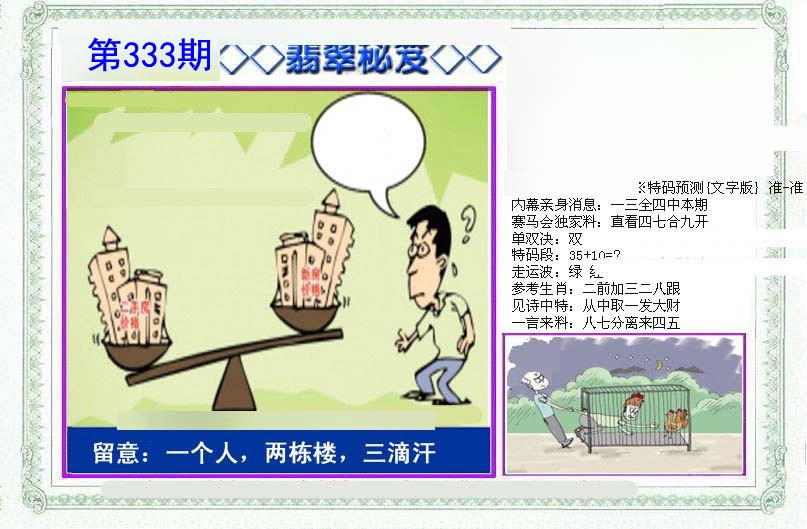 第333期◇◇翡翠秘笈◇◇
新房
价格
二手房
价格
?
留意：一个人，两栋楼，三滴汗
※特码预测{文字版} 准-准
内幕亲身消息：一三全四中本期
赛马会独家料：直看四七合九开
单双决：双
特码段：35+10=?
走运波：绿 红
参考生肖：二前加三二八跟
见诗中特：从中取一发大财
一言来料：八七分离来四五